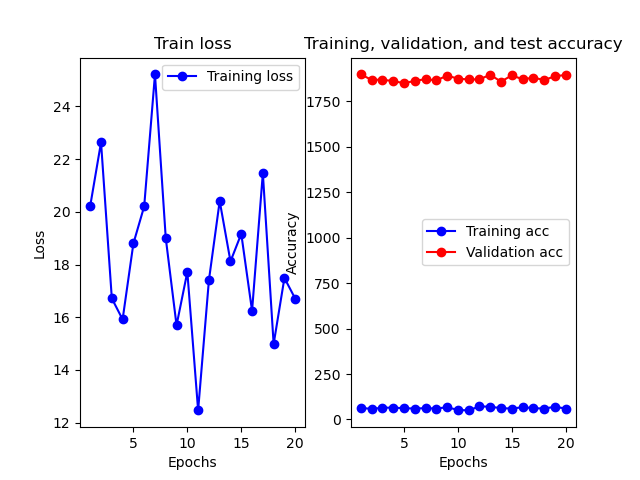 Train loss
Training loss
24
22
20
18
16
14
12
Loss
5
10
15
20
Epochs
Training, validation, and test accuracy
1750
1500
1250
1000
750
500
250
0
Accuracy
Training acc
Validation acc
5
10
15
20
Epochs